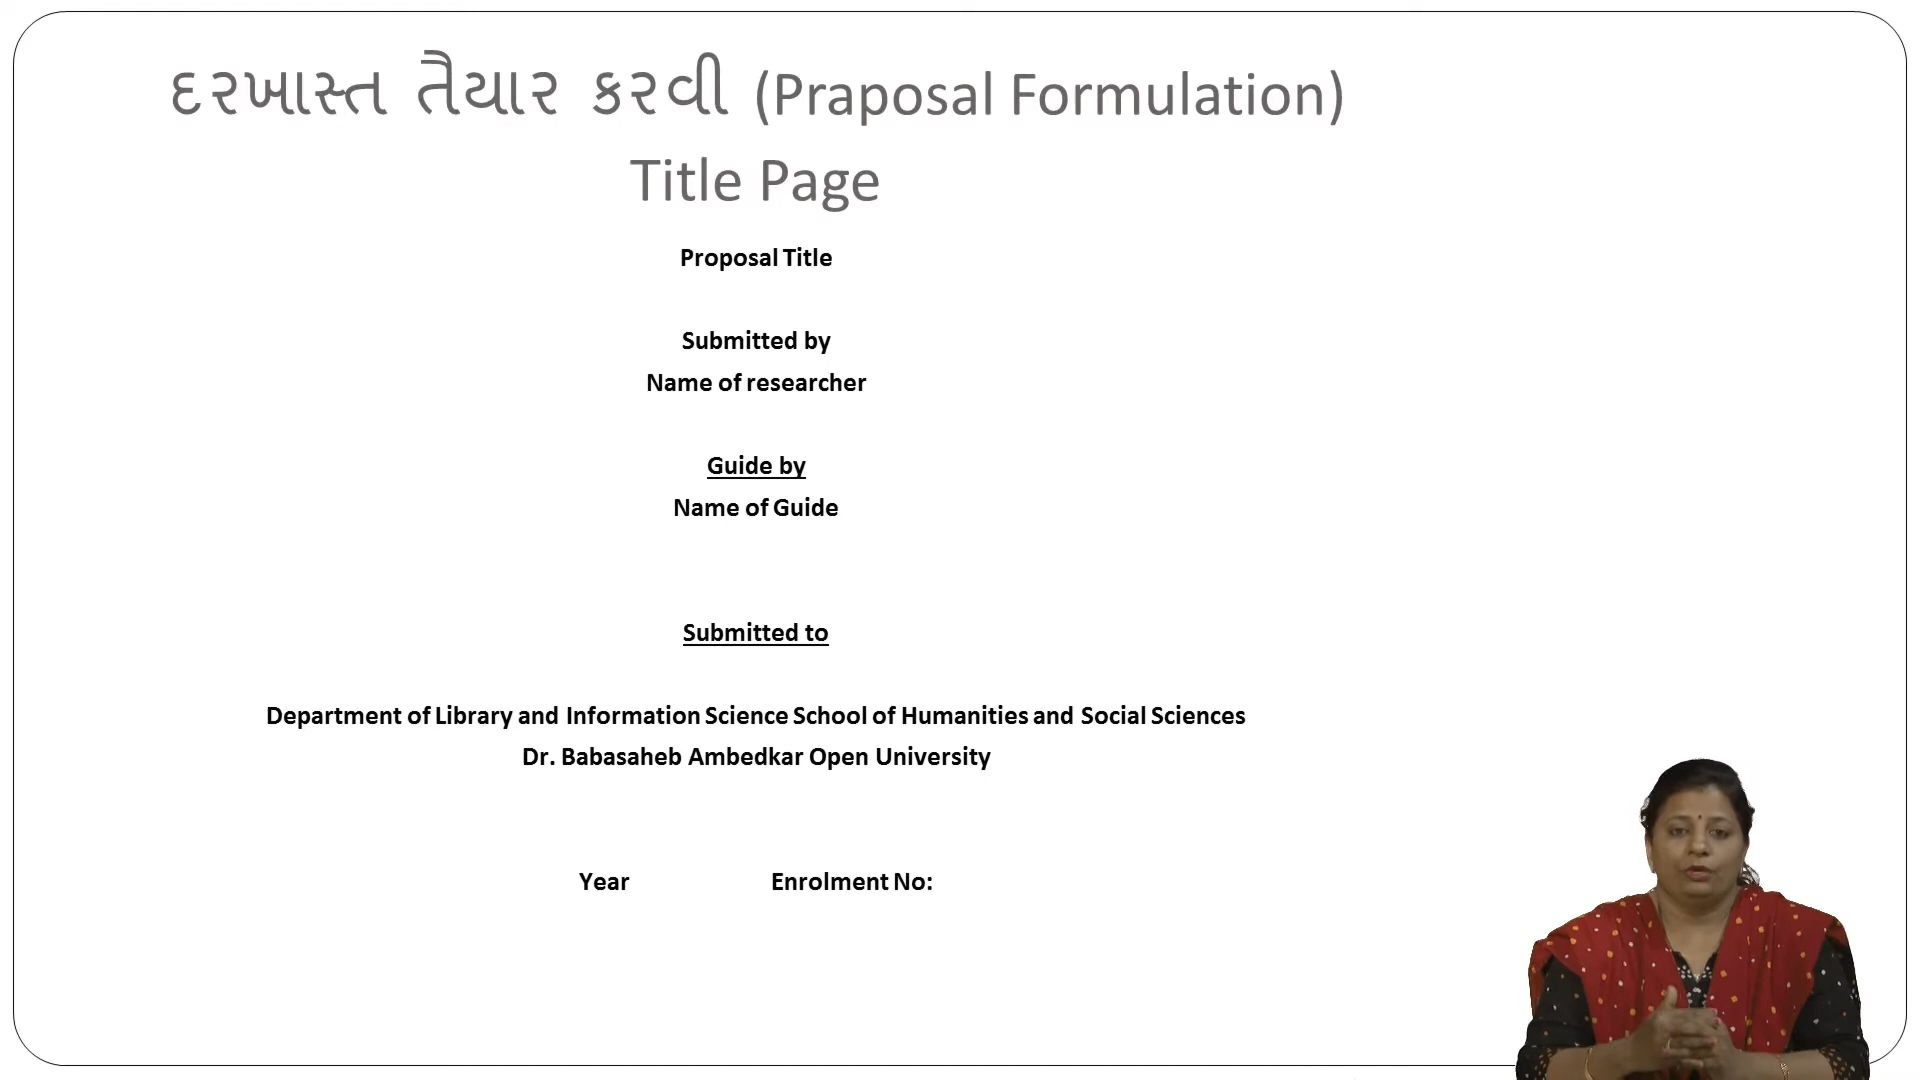 દરખાસ્ત તૈયાર કરવી (Praposal Formulation)
Title Page
Proposal Title
Submitted by
Name of researcher
Guide by
Name of Guide
Submitted to
Department of Library and Information Science School of Humanities and Social Sciences
Dr. Babasaheb Ambedkar Open University
Year Enrolment No: